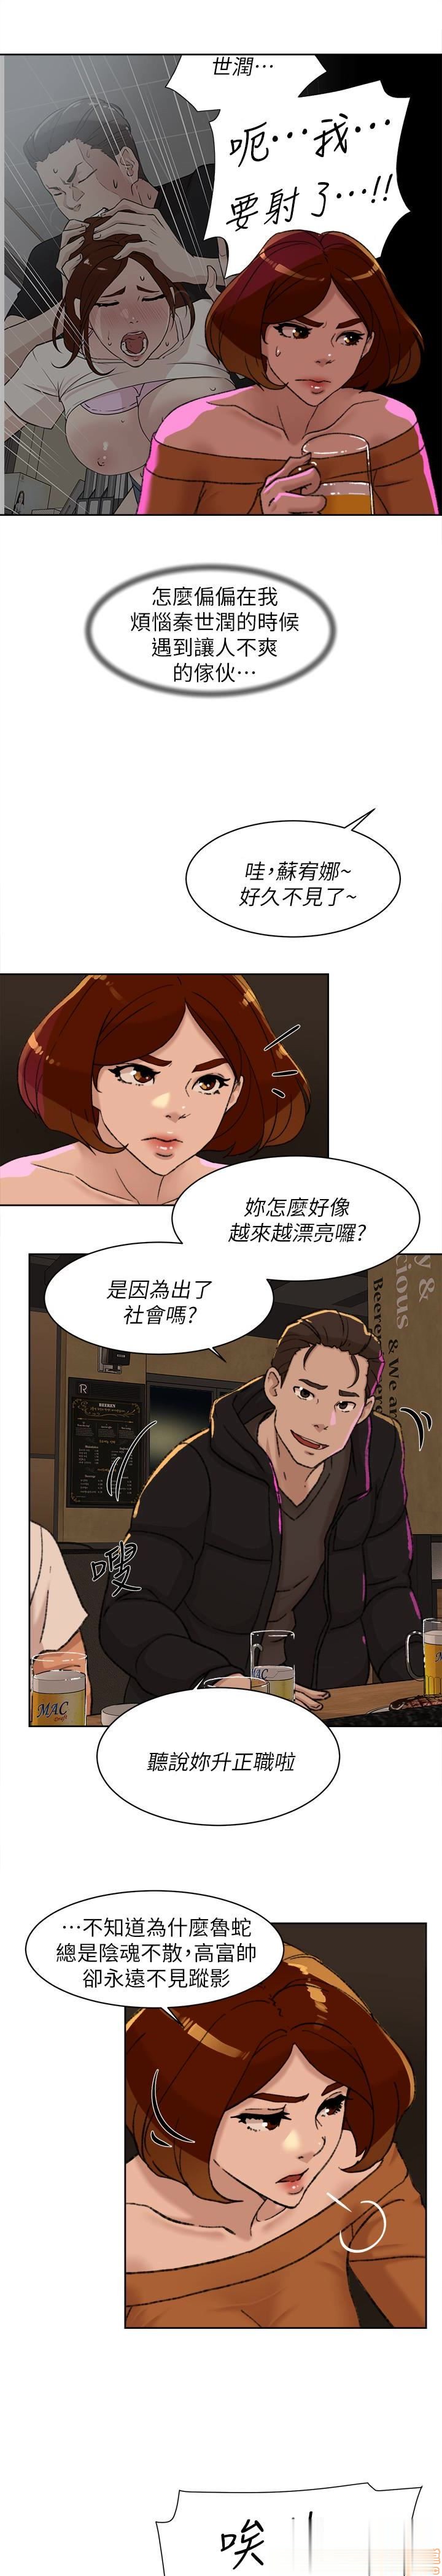 世潤…
呃…我…
要射了…!!
怎麼偏偏在我
煩惱秦世潤的時候
遇到讓人不爽
的傢伙…
哇,蘇宥娜~
好久不見了~
妳怎麼好像
越來越漂亮囉?
是因為出了
社會嗎?
BEEREN
嗖
MAC
MAC
聽說妳升正職啦
…不知道為什麼魯蛇
總是陰魂不散,高富帥
卻永遠不見蹤影
唉